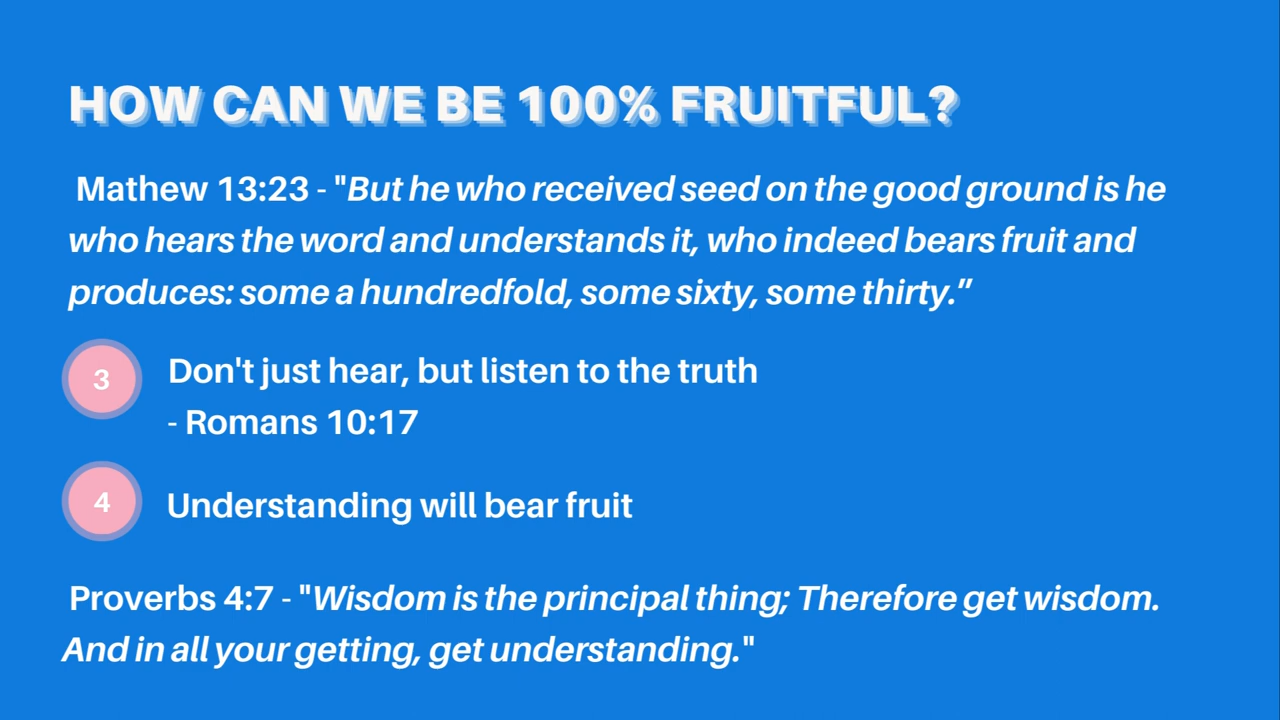 HOW CAN WE BE 100% FRUITFUL?
Mathew 13:23 - "But he who received seed on the good ground is he
who hears the word and understands it, who indeed bears fruit and
produces: some a hundredfold, some sixty, some thirty.”
3 Don't just hear, but listen to the truth
- Romans 10:17
4 Understanding will bear fruit
Proverbs 4:7 - "Wisdom is the principal thing; Therefore get wisdom.
And in all your getting, get understanding."